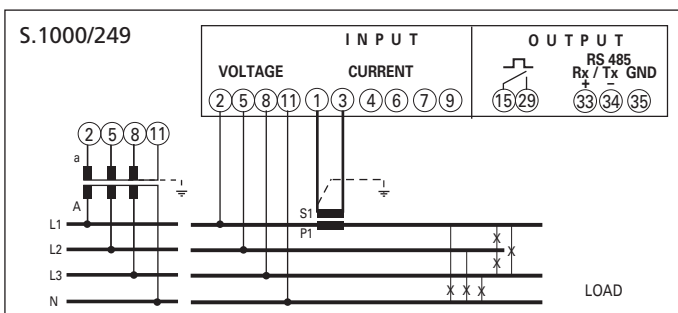 S.1000/249
INPUT
OUTPUT
VOLTAGE
CURRENT
RS 485
Rx / Tx GND
+ −
2 5 8 11 1 3 4 6 7 9 15 29 33 34 35
2 5 8 11
a
A
S1
P1
L1
L2
L3
N
X
X X
X
X X X
LOAD